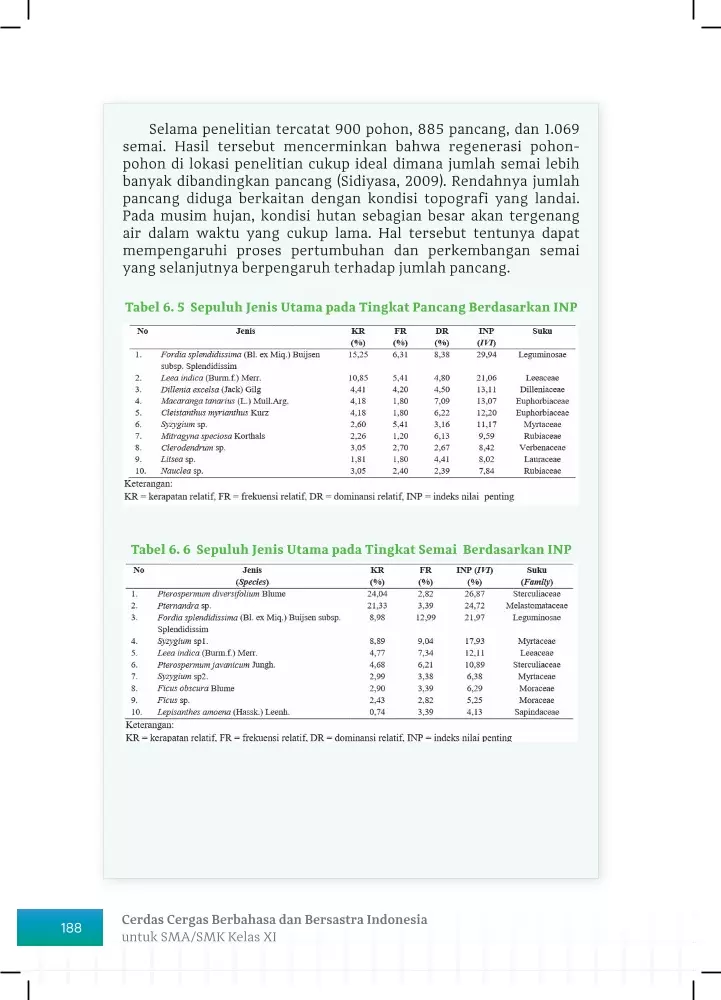 Selama penelitian tercatat 900 pohon, 885 pancang, dan 1.069
semai. Hasil tersebut mencerminkan bahwa regenerasi pohon-
pohon di lokasi penelitian cukup ideal dimana jumlah semai lebih
banyak dibandingkan pancang (Sidiyasa, 2009). Rendahnya jumlah
pancang diduga berkaitan dengan kondisi topografi yang landai.
Pada musim hujan, kondisi hutan sebagian besar akan tergenang
air dalam waktu yang cukup lama. Hal tersebut tentunya dapat
mempengaruhi proses pertumbuhan dan perkembangan semai
yang selanjutnya berpengaruh terhadap jumlah pancang.
Tabel 6. 5 Sepuluh Jenis Utama pada Tingkat Pancang Berdasarkan INP
No Jenis KR FR DR INP Suku
(%) (%) (%) (IVI)
1. Fordia splendidissima (Bl. ex Miq.) Buijsen 15,25 6,31 8,38 29,94 Leguminosae
subsp. Splendidissim
2. Leea indica (Burm.f.) Merr. 10,85 5,41 4,80 21,06 Leeaceae
3. Dillenia excelsa (Jack) Gilg 4,41 4,20 4,50 13,11 Dilleniaceae
4. Macaranga tanarius (L.) Mull.Arg. 4,18 1,80 7,09 13,07 Euphorbiaceae
5. Cleistanthus myrianthus Kurz 4,18 1,80 6,22 12,20 Euphorbiaceae
6. Syzygium sp. 2,60 5,41 3,16 11,17 Myrtaceae
7. Mitragyna speciosa Korthals 2,26 1,20 6,13 9,59 Rubiaceae
8. Clerodendrum sp. 3,05 2,70 2,67 8,42 Verbenaceae
9. Litsea sp. 1,81 1,80 4,41 8,02 Lauraceae
10. Nauclea sp. 3,05 2,40 2,39 7,84 Rubiaceae
Keterangan:
KR = kerapatan relatif, FR = frekuensi relatif, DR = dominansi relatif, INP = indeks nilai penting
Tabel 6. 6 Sepuluh Jenis Utama pada Tingkat Semai Berdasarkan INP
No Jenis KR FR INP (IVI) Suku
(Species) (%) (%) (%) (Family)
1. Pterospermum diversifolium Blume 24,04 2,82 26,87 Sterculiaceae
2. Pternandra sp. 21,33 3,39 24,72 Melastomataceae
3. Fordia splendidissima (Bl. ex Miq.) Buijsen subsp. 8,98 12,99 21,97 Leguminosae
Splendidissim
4. Syzygium sp1. 8,89 9,04 17,93 Myrtaceae
5. Leea indica (Burm.f.) Merr. 4,77 7,34 12,11 Leeaceae
6. Pterospermum javanicum Jungh. 4,68 6,21 10,89 Sterculiaceae
7. Syzygium sp2. 2,99 3,38 6,38 Myrtaceae
8. Ficus obscura Blume 2,90 3,39 6,29 Moraceae
9. Ficus sp. 2,43 2,82 5,25 Moraceae
10. Lepisanthes amoena (Hassk.) Leenh. 0,74 3,39 4,13 Sapindaceae
Keterangan:
KR = kerapatan relatif, FR = frekuensi relatif, DR = dominansi relatif, INP = indeks nilai penting
188
Cerdas Cergas Berbahasa dan Bersastra Indonesia
untuk SMA/SMK Kelas XI